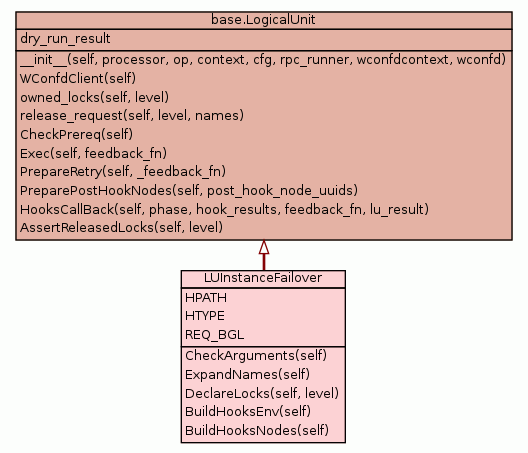 base.LogicalUnit
dry_run_result
__init__(self, processor, op, context, cfg, rpc_runner, wconfdcontext, wconfd)
WConfdClient(self)
owned_locks(self, level)
release_request(self, level, names)
CheckPrereq(self)
Exec(self, feedback_fn)
PrepareRetry(self, _feedback_fn)
PreparePostHookNodes(self, post_hook_node_uuids)
HooksCallBack(self, phase, hook_results, feedback_fn, lu_result)
AssertReleasedLocks(self, level)
LUInstanceFailover
HPATH
HTYPE
REQ_BGL
CheckArguments(self)
ExpandNames(self)
DeclareLocks(self, level)
BuildHooksEnv(self)
BuildHooksNodes(self)